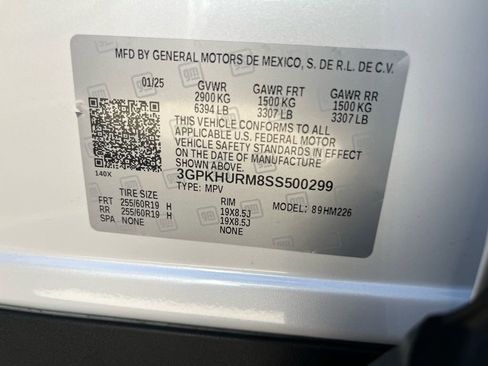 MFD BY GENERAL MOTORS DE MEXICO, S. DE R.L. DE C.V.
01/25 GVWR GAWR FRT GAWR RR
2900 KG 1500 KG 1500 KG
6394 LB 3307 LB 3307 LB
THIS VEHICLE CONFORMS TO ALL
APPLICABLE U.S. FEDERAL MOTOR
VEHICLE SAFETY STANDARDS IN EFFECT
ON THE DATE OF MANUFACTURE
SHOWN ABOVE.
140X 3GPKHURM8SS500299
TYPE: MPV
TIRE SIZE RIM MODEL: 89HM226
FRT 255/60R19 H 19X8.5J
RR 255/60R19 H 19X8.5J
SPA NONE NONE
gm